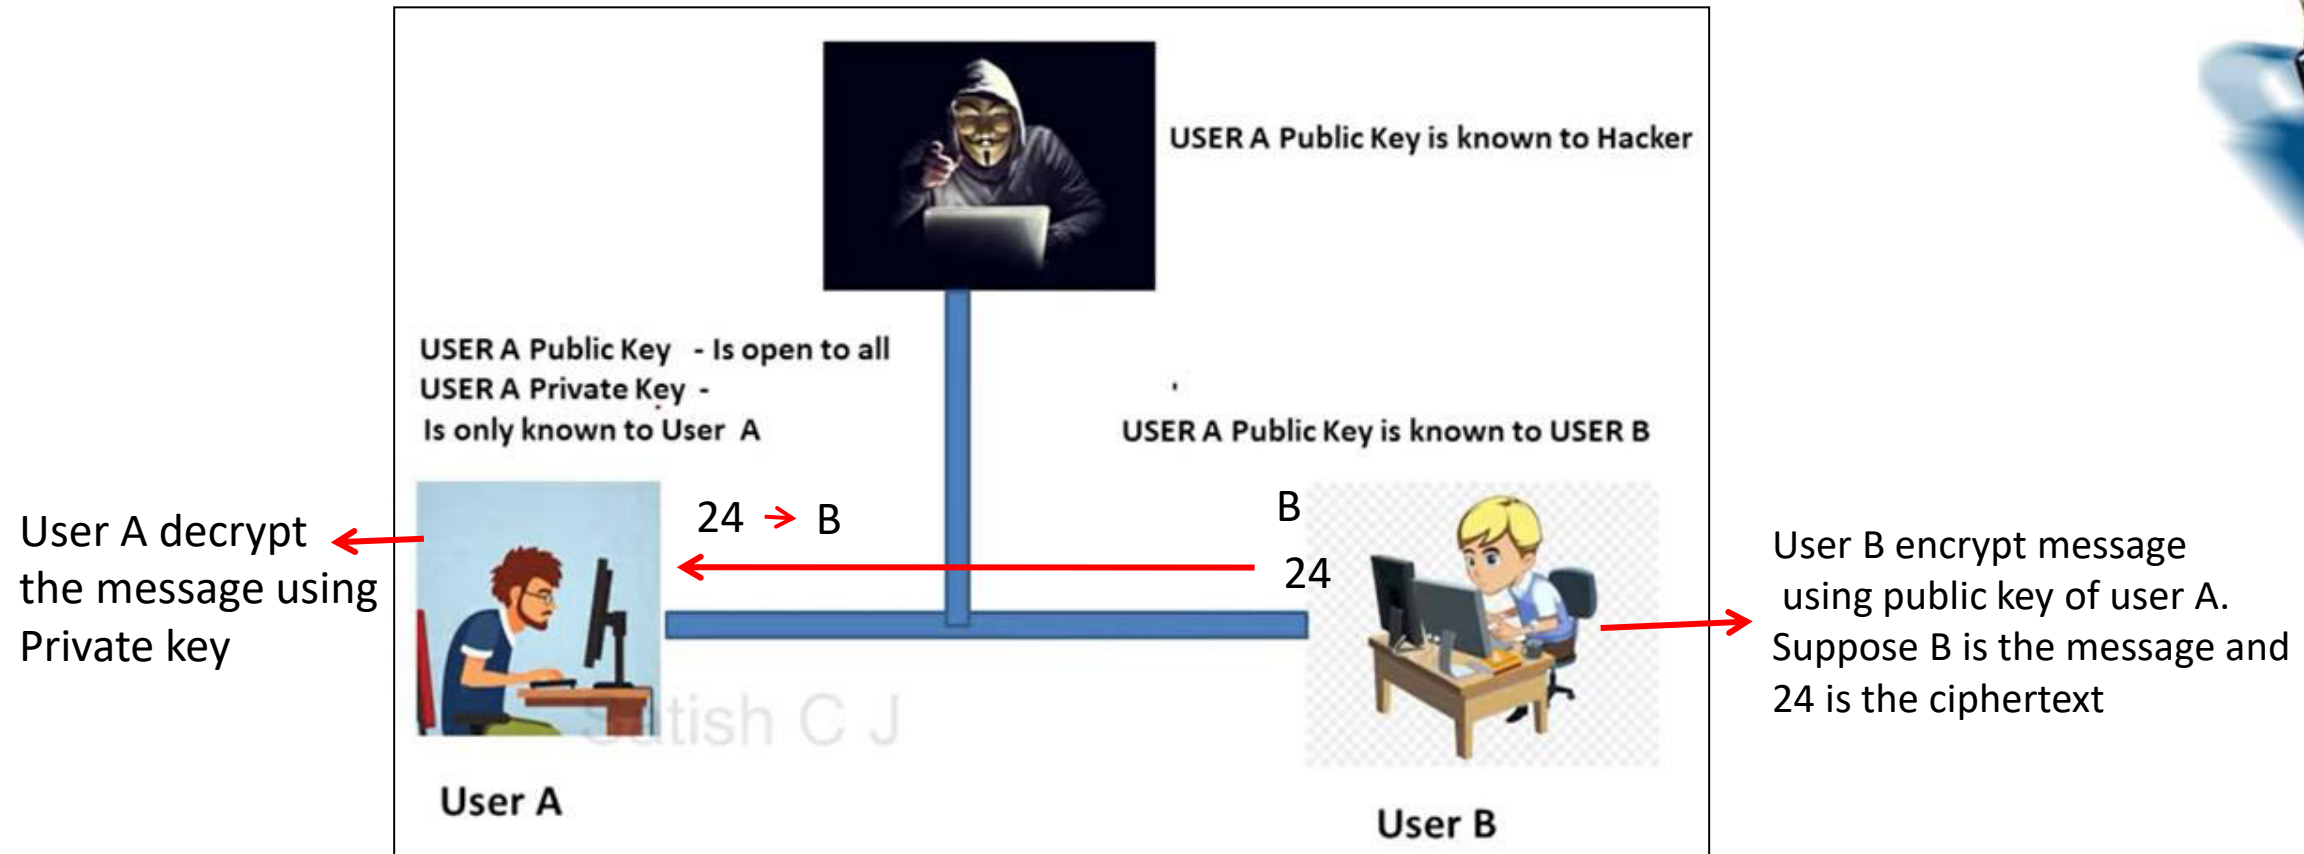 USER A Public Key is known to Hacker
USER A Public Key - Is open to all
USER A Private Key -
Is only known to User A
USER A Public Key is known to USER B
24 → B
B
24
User A decrypt
the message using
Private key
User B encrypt message
using public key of user A.
Suppose B is the message and
24 is the ciphertext
Satish C J
User A
User B